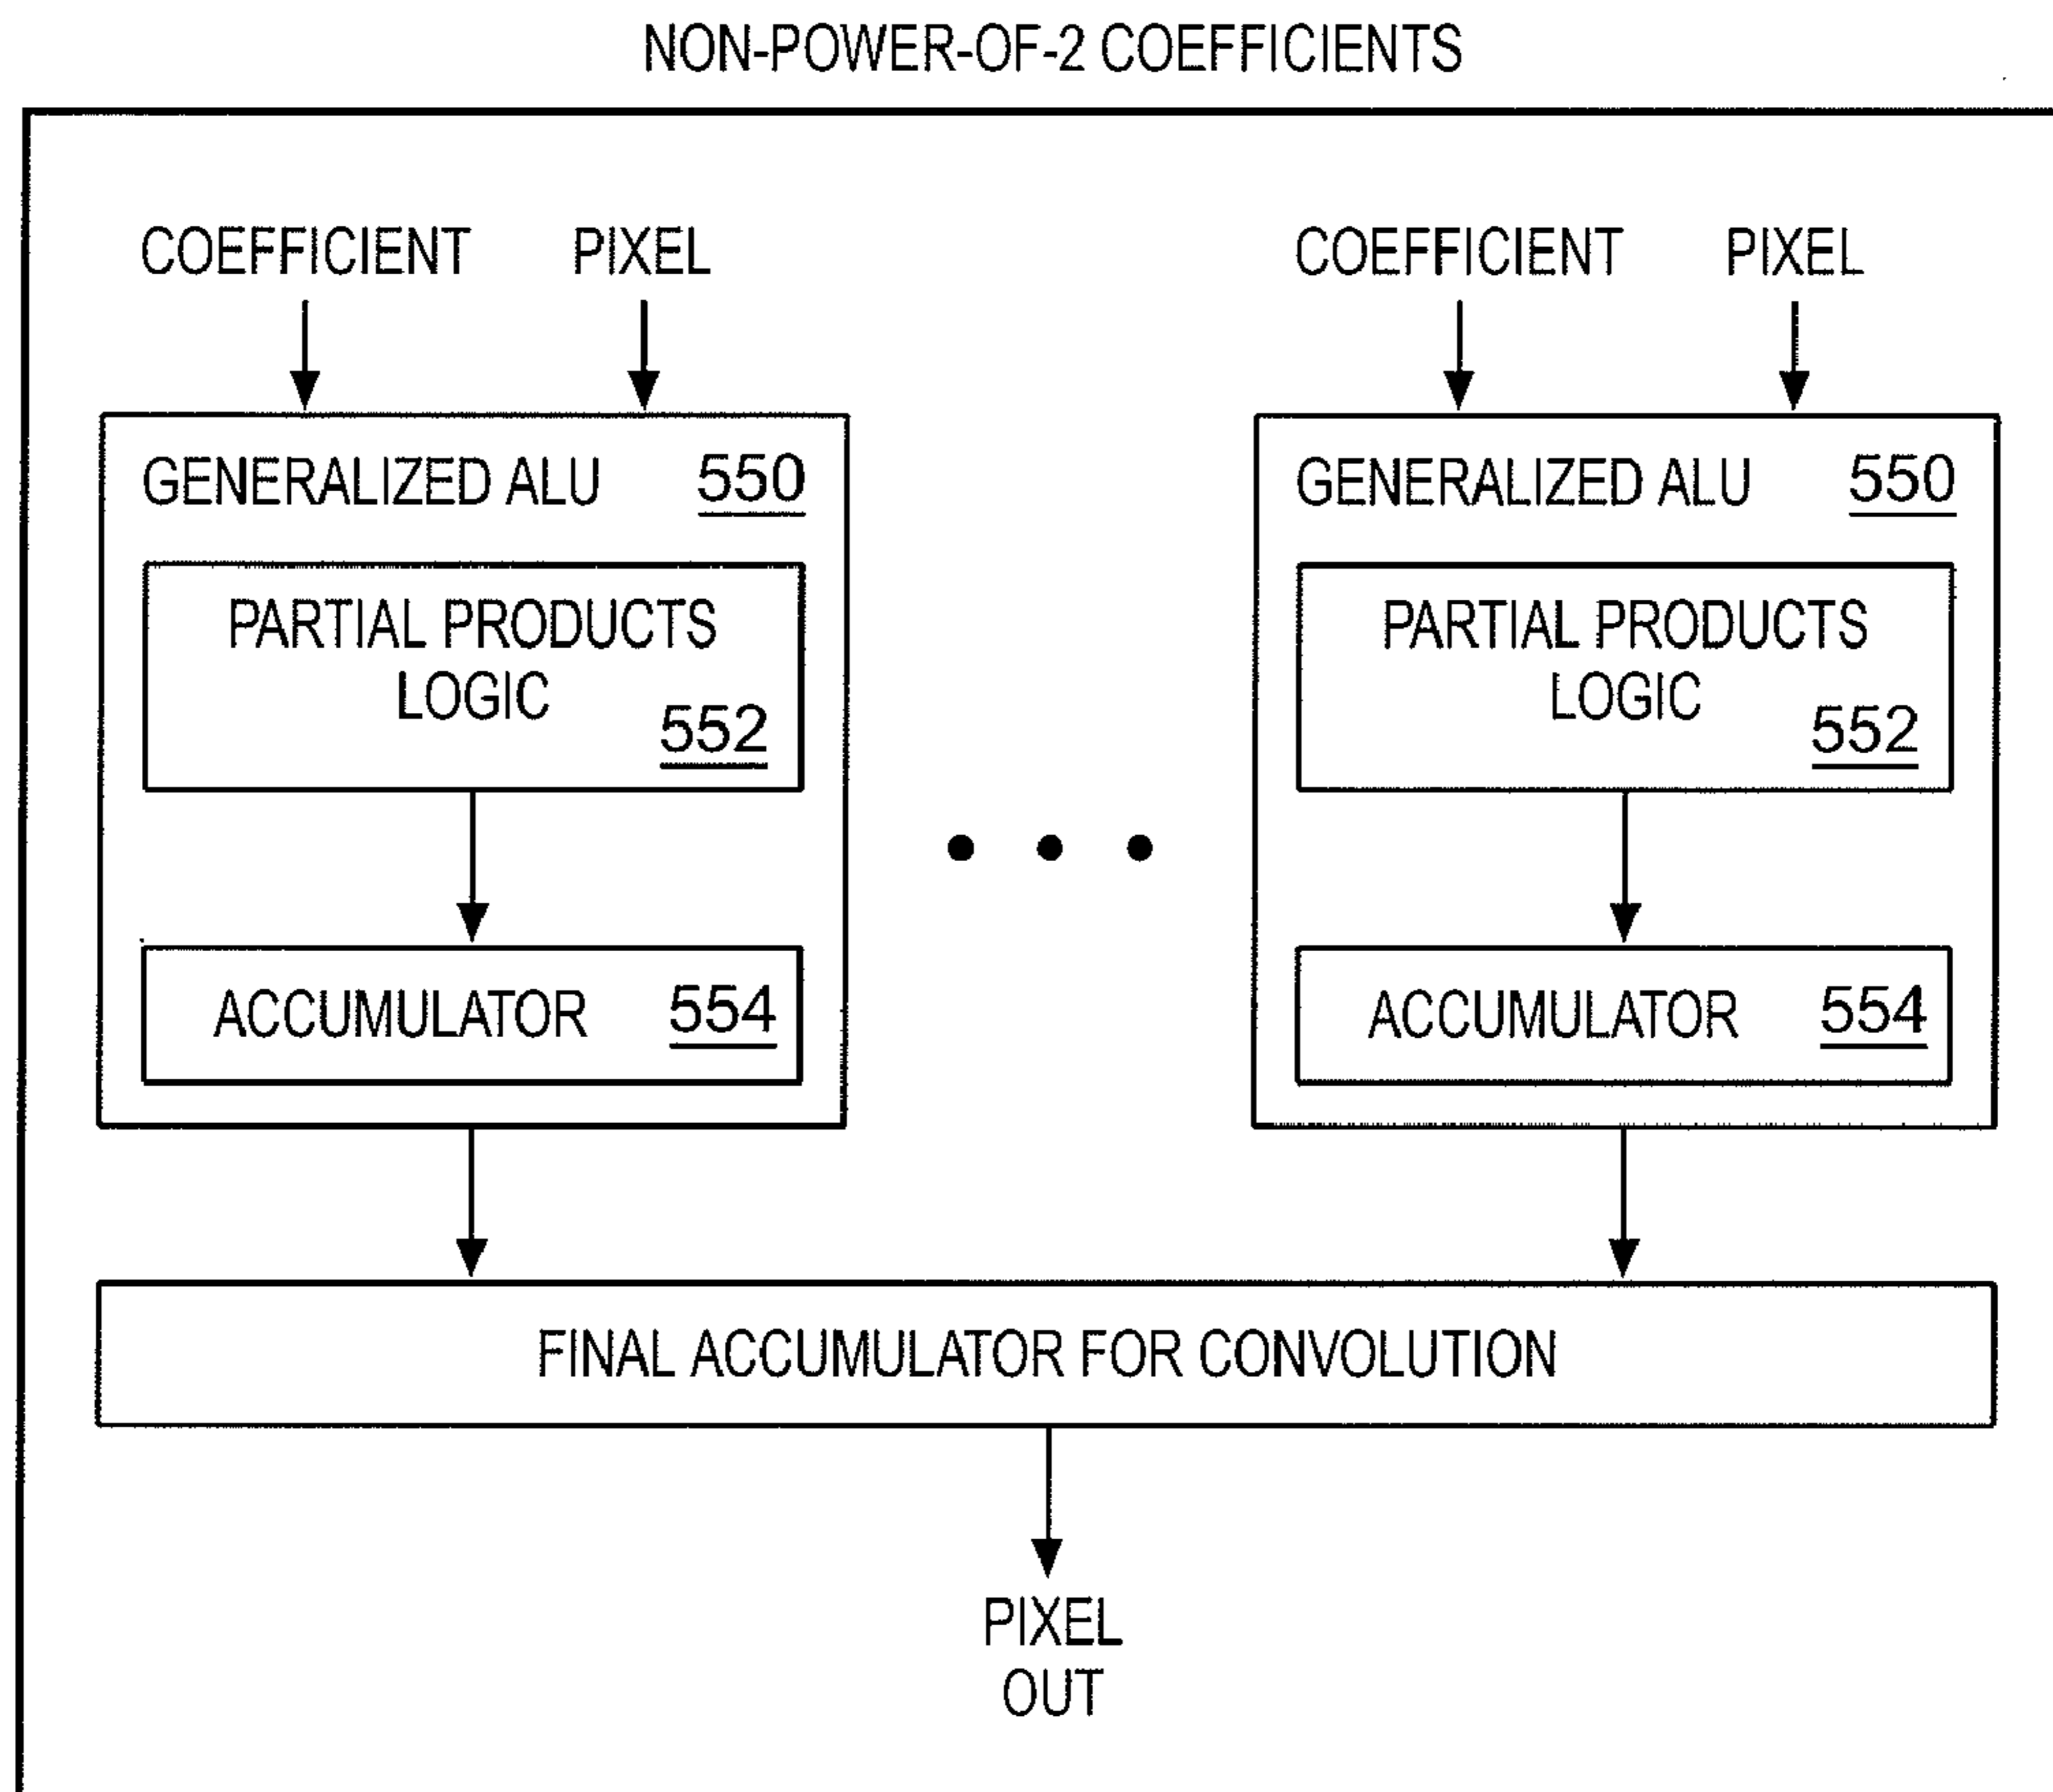 NON-POWER-OF-2 COEFFICIENTS
COEFFICIENT PIXEL
COEFFICIENT PIXEL
GENERALIZED ALU 550
PARTIAL PRODUCTS
LOGIC
552
ACCUMULATOR 554
GENERALIZED ALU 550
PARTIAL PRODUCTS
LOGIC
552
ACCUMULATOR 554
FINAL ACCUMULATOR FOR CONVOLUTION
PIXEL
OUT